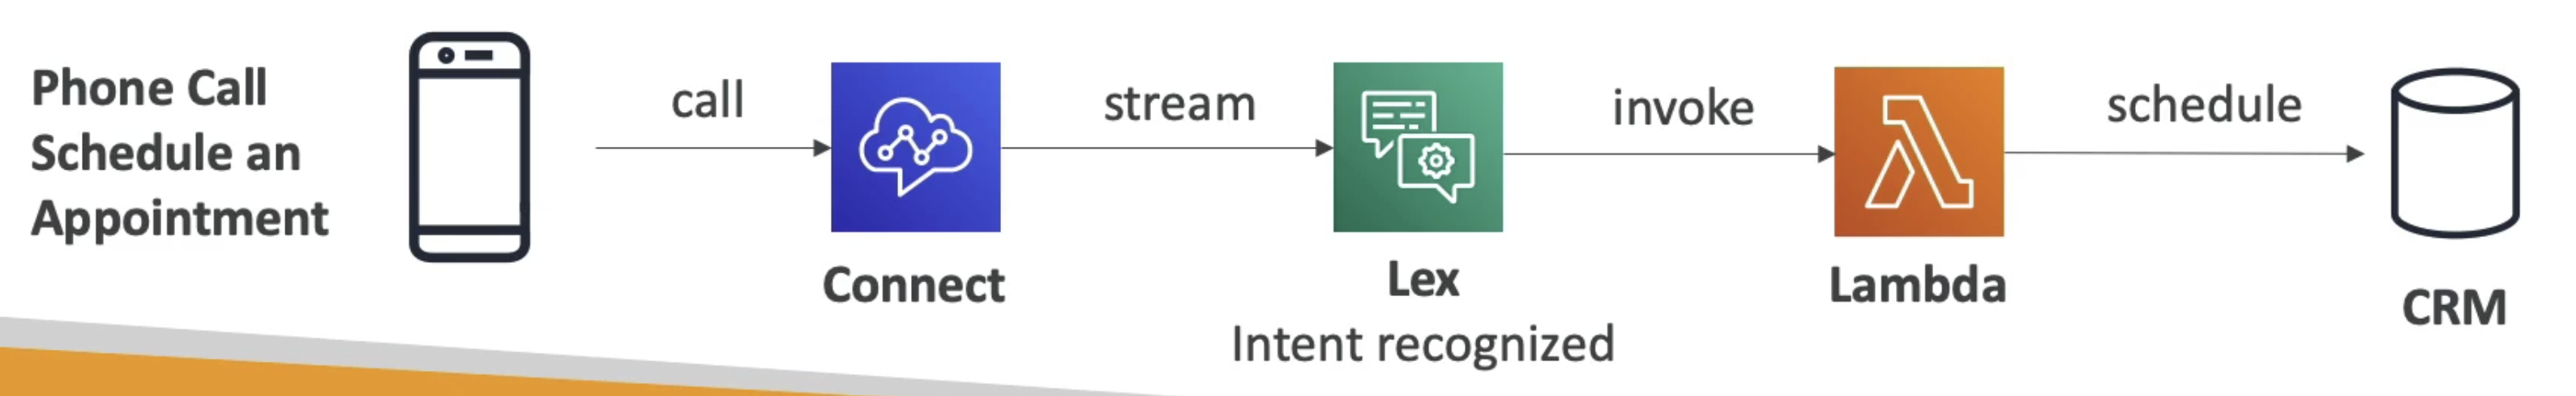 Phone Call
Schedule an
Appointment
call
stream
invoke
schedule
Connect
Lex
Intent recognized
Lambda
CRM